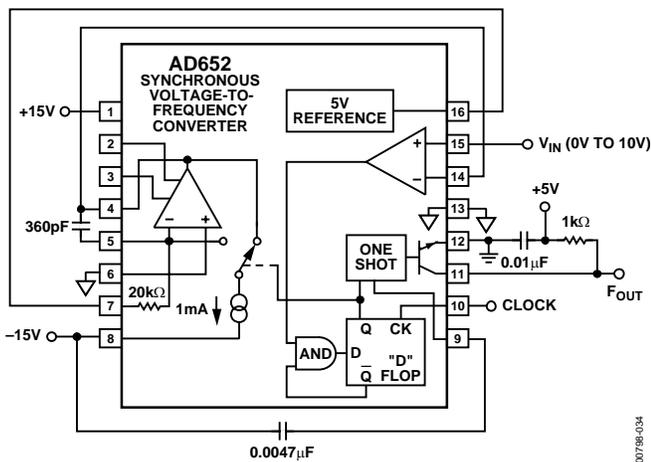 AD652
SYNCHRONOUS
VOLTAGE-TO-
FREQUENCY
CONVERTER
5V
REFERENCE
+15V
1
2
3
4
5
6
7
8
16
15
14
13
12
11
10
9
VIN (0V TO 10V)
+
–
+5V
1kΩ
360pF
–
+
ONE
SHOT
0.01µF
FOUT
20kΩ
1mA
CLOCK
–15V
Q
CK
AND
D
"D"
FLOP
Q̅
0.0047µF
00798-034